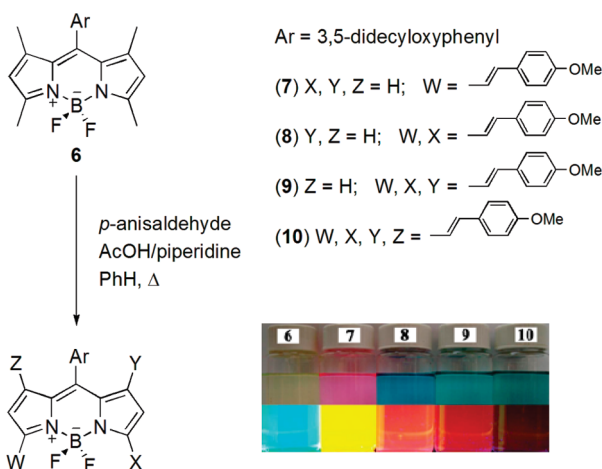 Ar
N
N
+
−
B
F
F
6
p-anisaldehyde
AcOH/piperidine
PhH, Δ
Z
Ar
Y
N
N
+
−
B
F
F
W
X
Ar = 3,5-didecyloxyphenyl
(7) X, Y, Z = H; W = OMe
(8) Y, Z = H; W, X = OMe
(9) Z = H; W, X, Y = OMe
(10) W, X, Y, Z = OMe
6 7 8 9 10